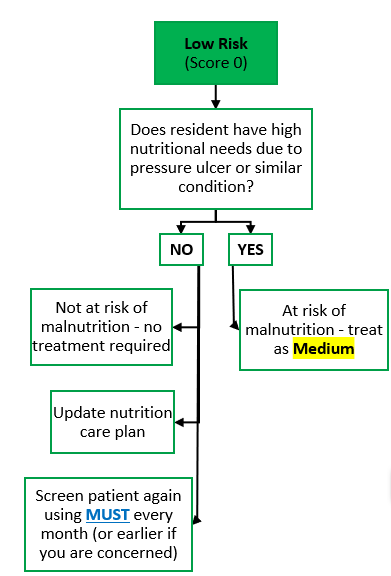 Low Risk
(Score 0)
Does resident have high
nutritional needs due to
pressure ulcer or similar
condition?
NO
YES
Not at risk of
malnutrition - no
treatment required
At risk of
malnutrition - treat
as Medium
Update nutrition
care plan
Screen patient again
using MUST every
month (or earlier if
you are concerned)